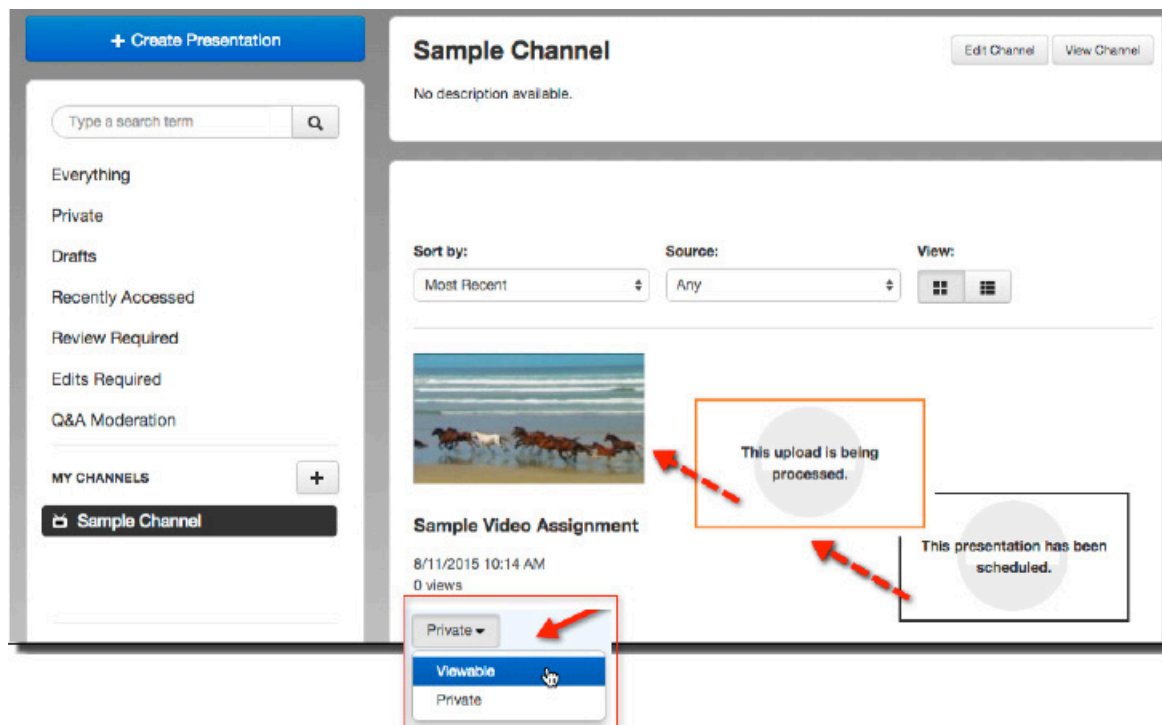 + Create Presentation
Type a search term
Everything
Private
Drafts
Recently Accessed
Review Required
Edits Required
Q&A Moderation
MY CHANNELS
+
Sample Channel
Sample Channel
Edit Channel
View Channel
No description available.
Sort by:
Source:
View:
Most Recent
Any
Sample Video Assignment
8/11/2015 10:14 AM
0 views
Private
Viewable
Private
This upload is being
processed.
This presentation has been
scheduled.